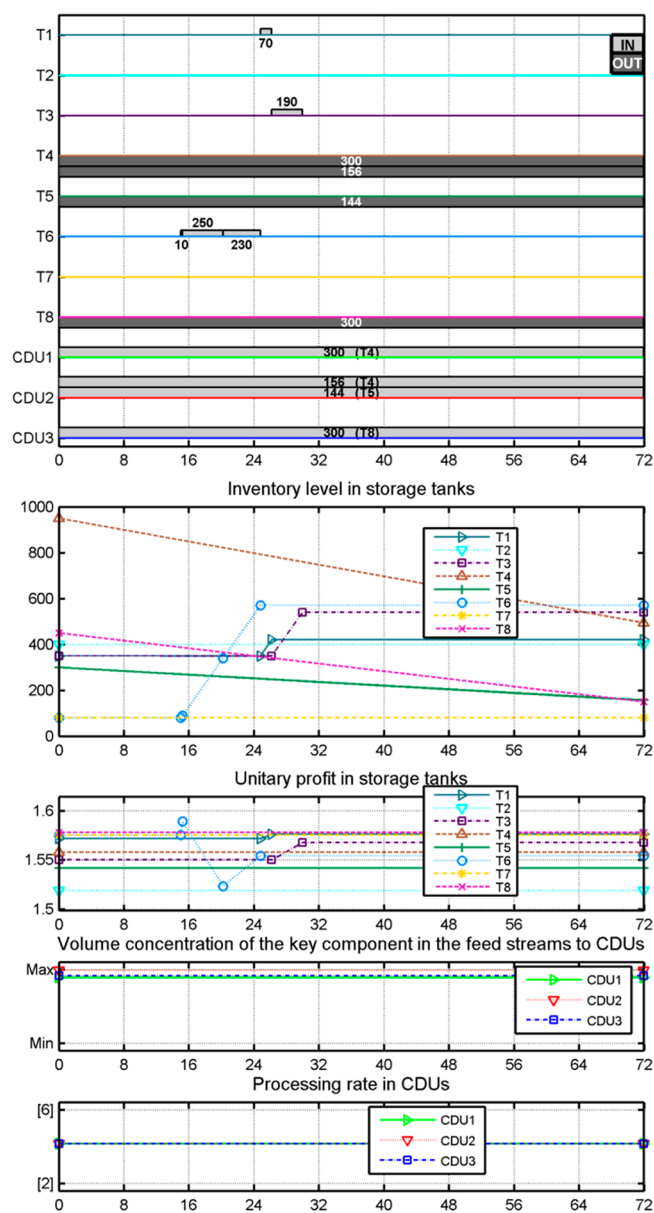 T1
70
IN
OUT
T2
190
T3
T4
300
156
T5
144
250
T6
10 230
T7
T8
300
CDU1
300 (T4)
156 (T4)
CDU2
144 (T5)
300 (T8)
CDU3
0 8 16 24 32 40 48 56 64 72
Inventory level in storage tanks
1000
800
600
400
200
0
T1
T2
T3
T4
T5
T6
T7
T8
0 8 16 24 32 40 48 56 64 72
Unitary profit in storage tanks
1.6
1.55
1.5
T1
T2
T3
T4
T5
T6
T7
T8
0 8 16 24 32 40 48 56 64 72
Volume concentration of the key component in the feed streams to CDUs
Max
Min
CDU1
CDU2
CDU3
0 8 16 24 32 40 48 56 64 72
Processing rate in CDUs
[6]
[2]
CDU1
CDU2
CDU3
0 8 16 24 32 40 48 56 64 72